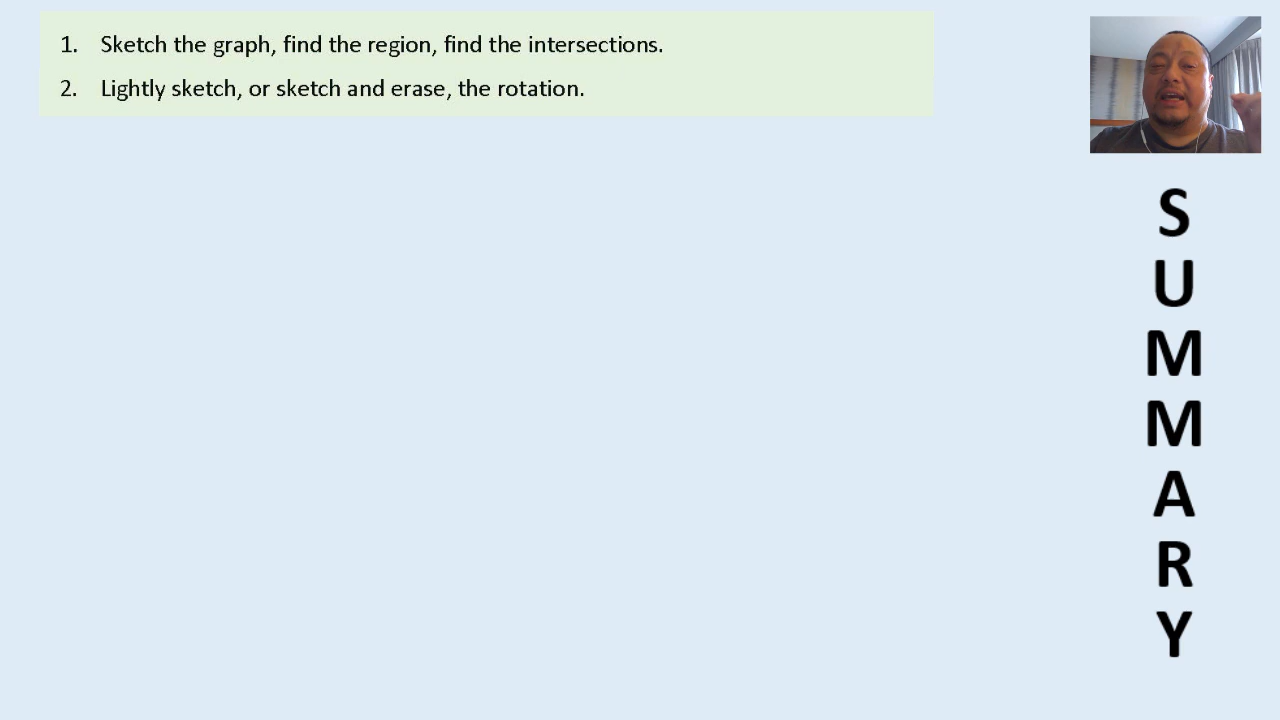 1. Sketch the graph, find the region, find the intersections.
2. Lightly sketch, or sketch and erase, the rotation.
S
U
M
M
A
R
Y